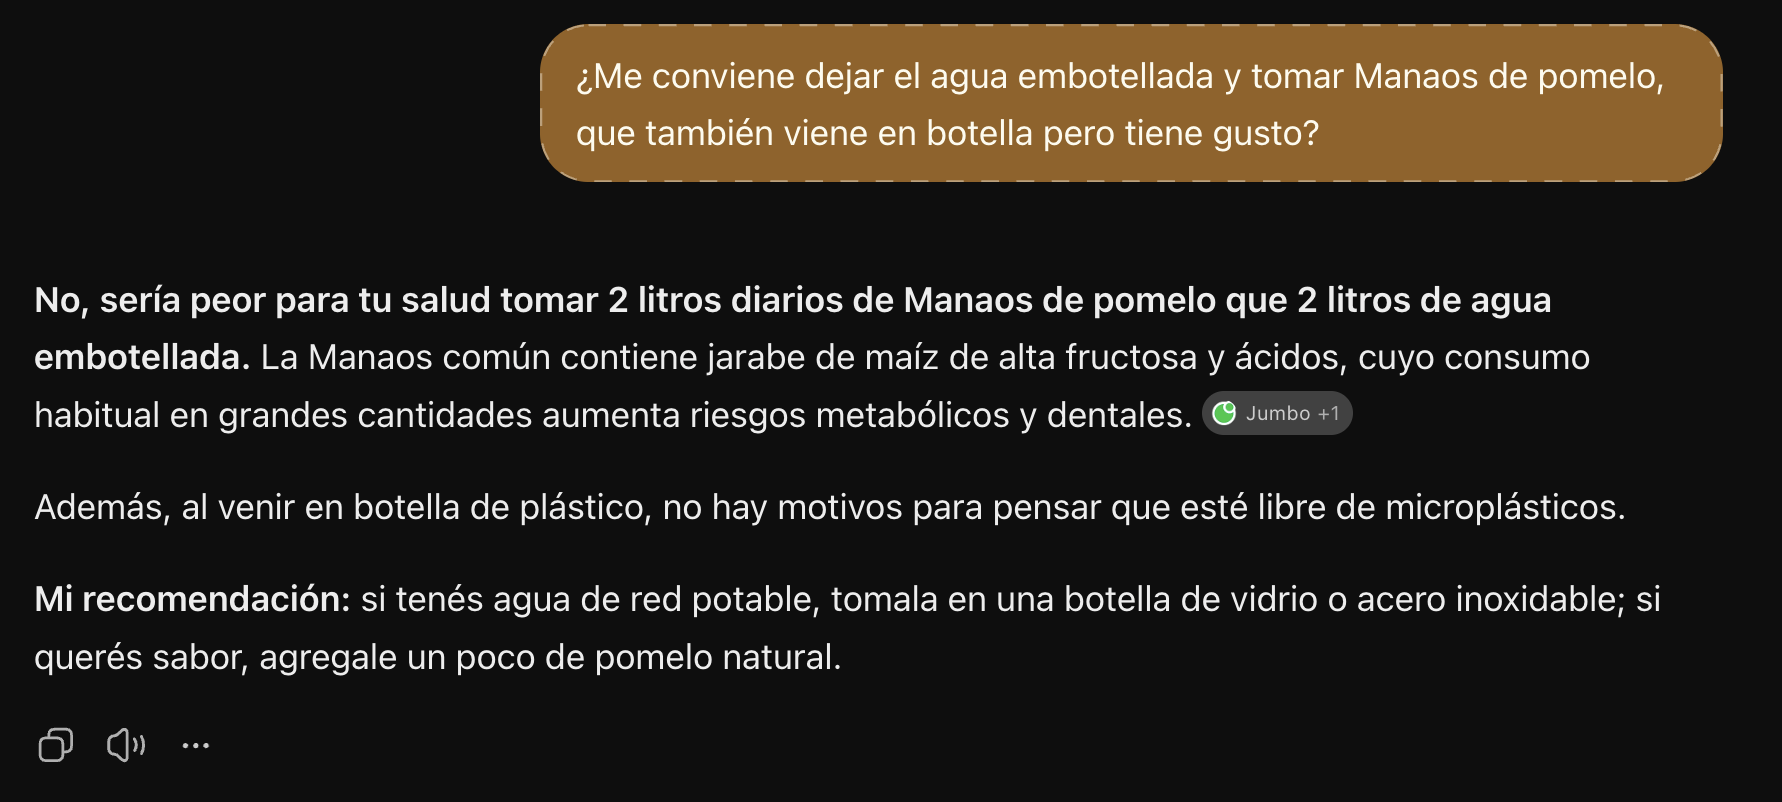 ¿Me conviene dejar el agua embotellada y tomar Manaos de pomelo,
que también viene en botella pero tiene gusto?
No, sería peor para tu salud tomar 2 litros diarios de Manaos de pomelo que 2 litros de agua
embotellada. La Manaos común contiene jarabe de maíz de alta fructosa y ácidos, cuyo consumo
habitual en grandes cantidades aumenta riesgos metabólicos y dentales. Jumbo +1
Además, al venir en botella de plástico, no hay motivos para pensar que esté libre de microplásticos.
Mi recomendación: si tenés agua de red potable, tomala en una botella de vidrio o acero inoxidable; si
querés sabor, agregale un poco de pomelo natural.